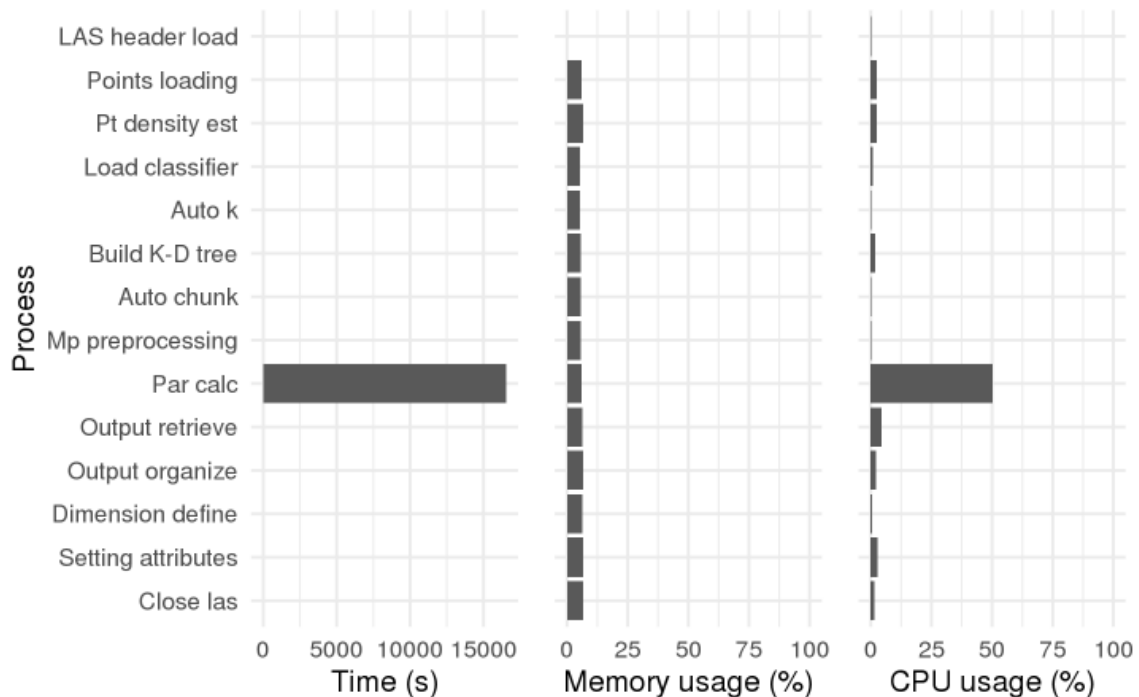 Process
LAS header load
Points loading
Pt density est
Load classifier
Auto k
Build K-D tree
Auto chunk
Mp preprocessing
Par calc
Output retrieve
Output organize
Dimension define
Setting attributes
Close las
0 5000 10000 15000
Time (s)
0 25 50 75 100
Memory usage (%)
0 25 50 75 100
CPU usage (%)